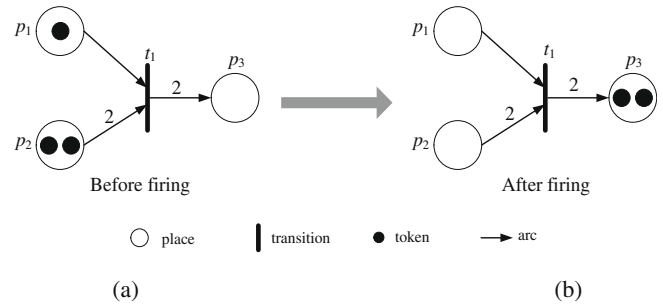 p1
t1
p3
2
2
p2
Before firing
p1
t1
p3
2
2
p2
After firing
place
transition
token
arc
(a)
(b)